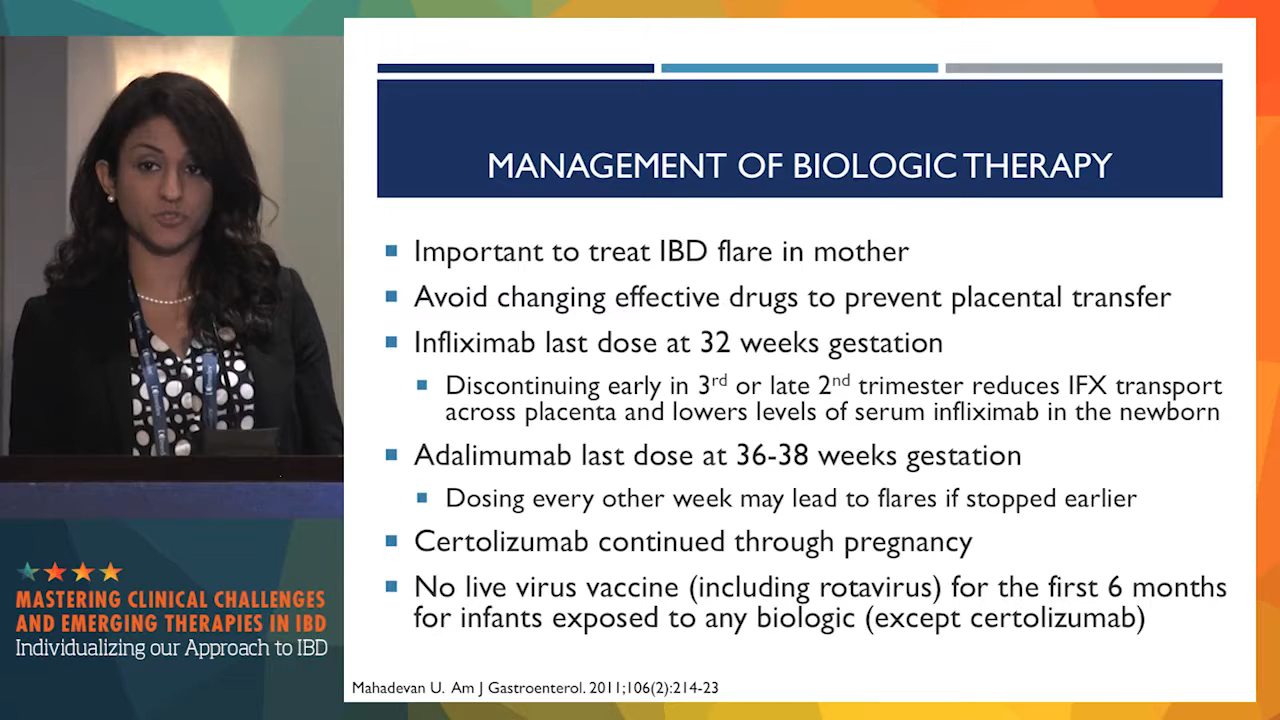 MANAGEMENT OF BIOLOGIC THERAPY
▪ Important to treat IBD flare in mother
▪ Avoid changing effective drugs to prevent placental transfer
▪ Infliximab last dose at 32 weeks gestation
▪ Discontinuing early in 3rd or late 2nd trimester reduces IFX transport
across placenta and lowers levels of serum infliximab in the newborn
▪ Adalimumab last dose at 36-38 weeks gestation
▪ Dosing every other week may lead to flares if stopped earlier
▪ Certolizumab continued through pregnancy
▪ No live virus vaccine (including rotavirus) for the first 6 months
for infants exposed to any biologic (except certolizumab)
Mahadevan U. Am J Gastroenterol. 2011;106(2):214-23
MASTERING CLINICAL CHALLENGES
AND EMERGING THERAPIES IN IBD
Individualizing our Approach to IBD